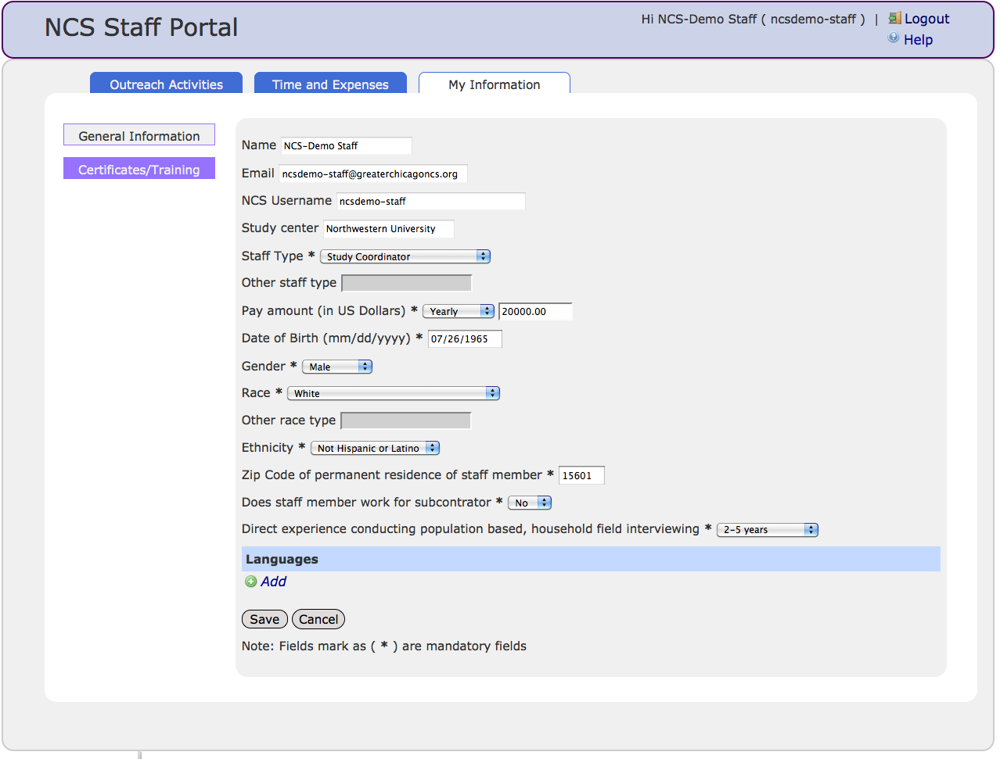 NCS Staff Portal
Hi NCS-Demo Staff ( ncsdemo-staff ) | Logout
Help
Outreach Activities Time and Expenses My Information
General Information
Certificates/Training
Name NCS-Demo Staff
Email ncsdemo-staff@greaterchicagoncs.org
NCS Username ncsdemo-staff
Study center Northwestern University
Staff Type * Study Coordinator
Other staff type
Pay amount (in US Dollars) * Yearly 20000.00
Date of Birth (mm/dd/yyyy) * 07/26/1965
Gender * Male
Race * White
Other race type
Ethnicity * Not Hispanic or Latino
Zip Code of permanent residence of staff member * 15601
Does staff member work for subcontrator * No
Direct experience conducting population based, household field interviewing * 2-5 years
Languages
Add
Save Cancel
Note: Fields mark as ( * ) are mandatory fields